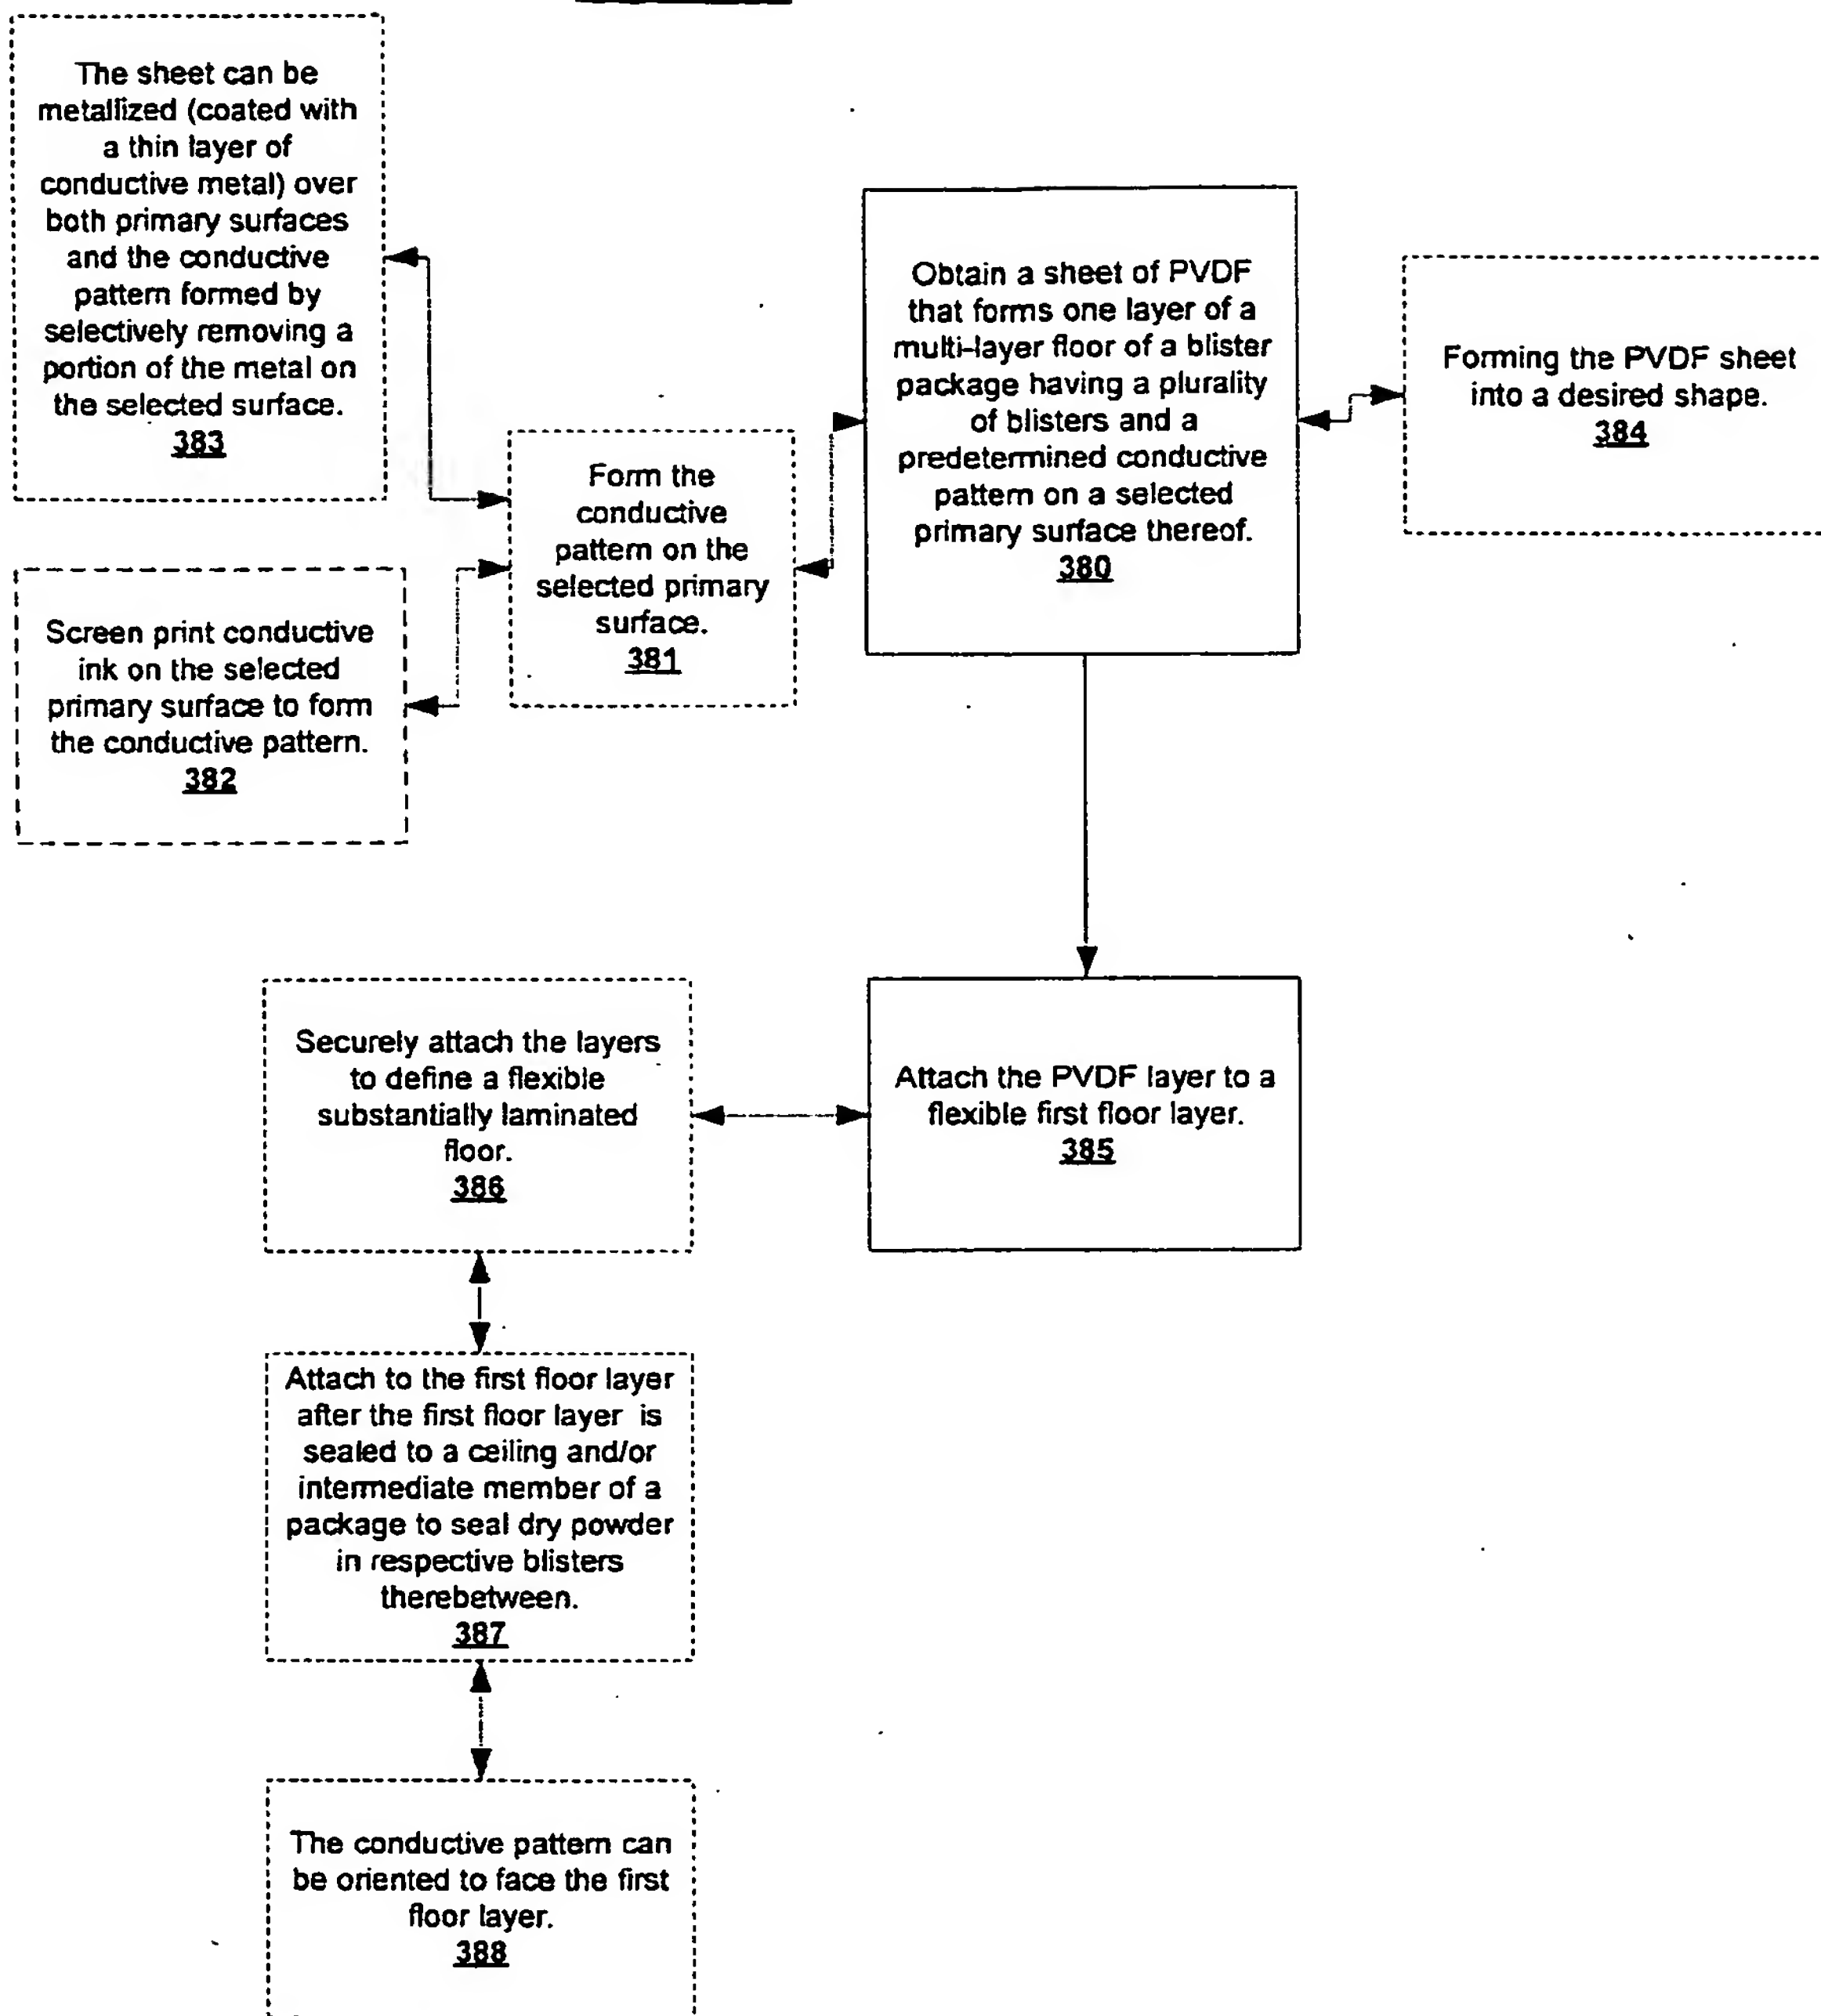 The sheet can be
metallized (coated with
a thin layer of
conductive metal) over
both primary surfaces
and the conductive
pattern formed by
selectively removing a
portion of the metal on
the selected surface.
383
Screen print conductive
ink on the selected
primary surface to form
the conductive pattern.
382
Form the
conductive
pattern on the
selected primary
surface.
381
Obtain a sheet of PVDF
that forms one layer of a
multi-layer floor of a blister
package having a plurality
of blisters and a
predetermined conductive
pattern on a selected
primary surface thereof.
380
Forming the PVDF sheet
into a desired shape.
384
Attach the PVDF layer to a
flexible first floor layer.
385
Securely attach the layers
to define a flexible
substantially laminated
floor.
386
Attach to the first floor layer
after the first floor layer is
sealed to a ceiling and/or
intermediate member of a
package to seal dry powder
in respective blisters
therebetween.
387
The conductive pattern can
be oriented to face the first
floor layer.
388